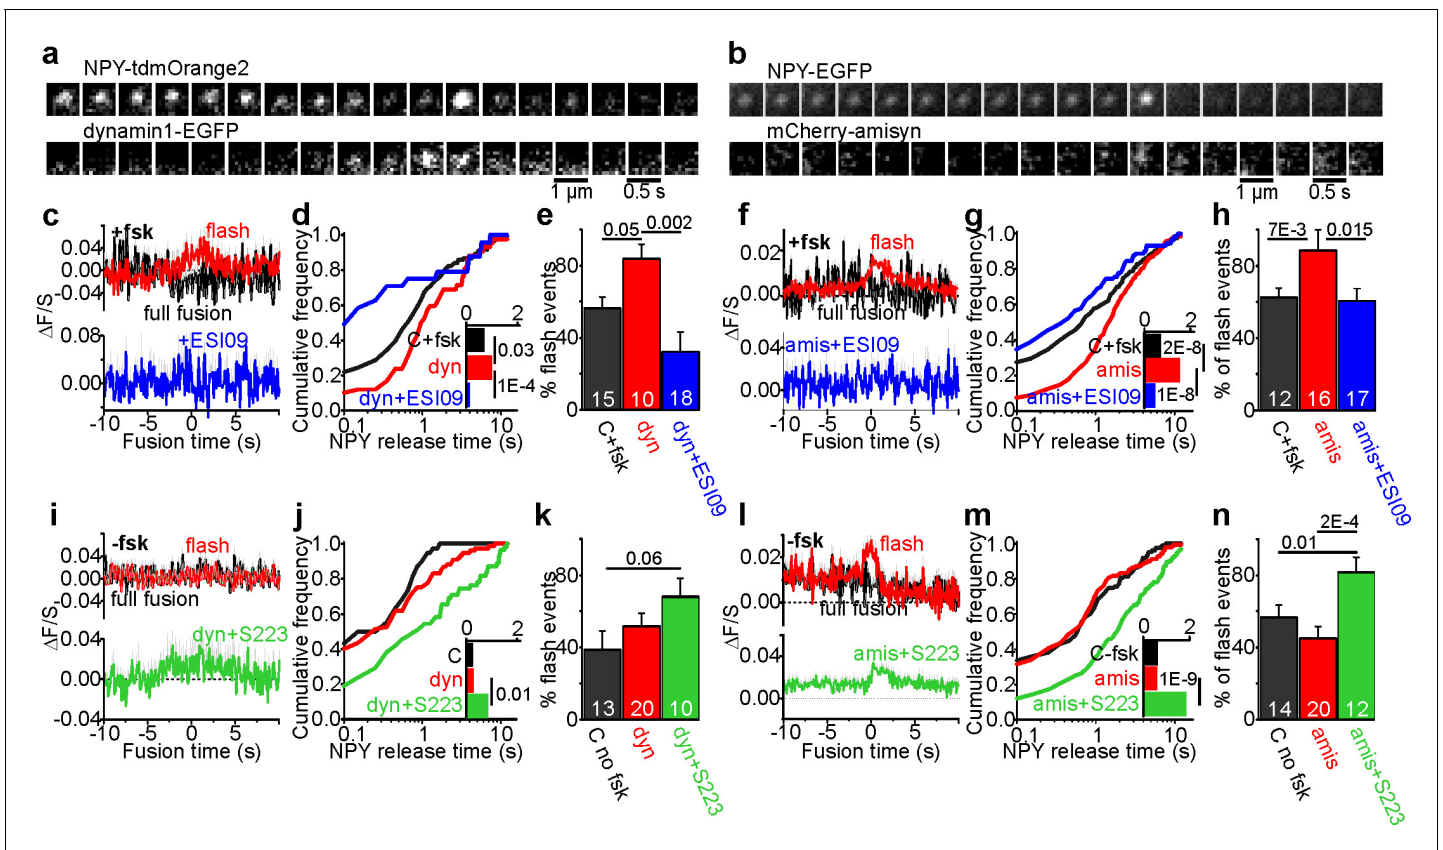 a
NPY-tdmOrange2
dynamin1-EGFP
1 µm
0.5 s
b
NPY-EGFP
mCherry-amisyn
1 µm
0.5 s
c
+fsk
flash
0.04
0.00
-0.04
full fusion
ΔF/S
0.08
+ESI09
0.00
-10
-5
0
5
Fusion time (s)
d
Cumulative frequency
1.0
0.8
0.6
0.4
0.2
0.0
0
2
C+fsk
0.03
dyn
1E-4
dyn+ESI09
0.1
1
10
NPY release time (s)
e
0.05
0.002
% flash events
80
40
0
15
10
18
C+fsk
dyn
dyn+ESI09
f
+fsk
flash
0.02
0.00
full fusion
0.04
amis+ESI09
0.00
-10
-5
0
5
Fusion time (s)
g
Cumulative frequency
1.0
0.8
0.6
0.4
0.2
0.0
0
2
C+fsk
2E-8
amis
1E-8
amis+ESI09
0.1
1
10
NPY release time (s)
h
7E-3
0.015
% of flash events
80
40
0
12
16
17
C+fsk
amis
amis+ESI09
i
-fsk
flash
0.04
0.00
-0.04
full fusion
ΔF/S
0.04
dyn+S223
0.00
-0.04
-10
-5
0
5
Fusion time (s)
j
Cumulative frequency
1.0
0.8
0.6
0.4
0.2
0.0
0
2
C
dyn
0.01
dyn+S223
0.1
1
10
NPY release time (s)
k
0.06
% flash events
80
40
0
13
20
10
C no fsk
dyn
dyn+S223
l
-fsk
flash
0.02
0.00
full fusion
0.04
amis+S223
0.00
-10
-5
0
5
Fusion time (s)
m
Cumulative frequency
1.0
0.8
0.6
0.4
0.2
0.0
0
2
C-fsk
amis
1E-9
amis+S223
0.1
1
10
NPY release time (s)
n
2E-4
0.01
% of flash events
80
40
0
14
20
12
C no fsk
amis
amis+S223